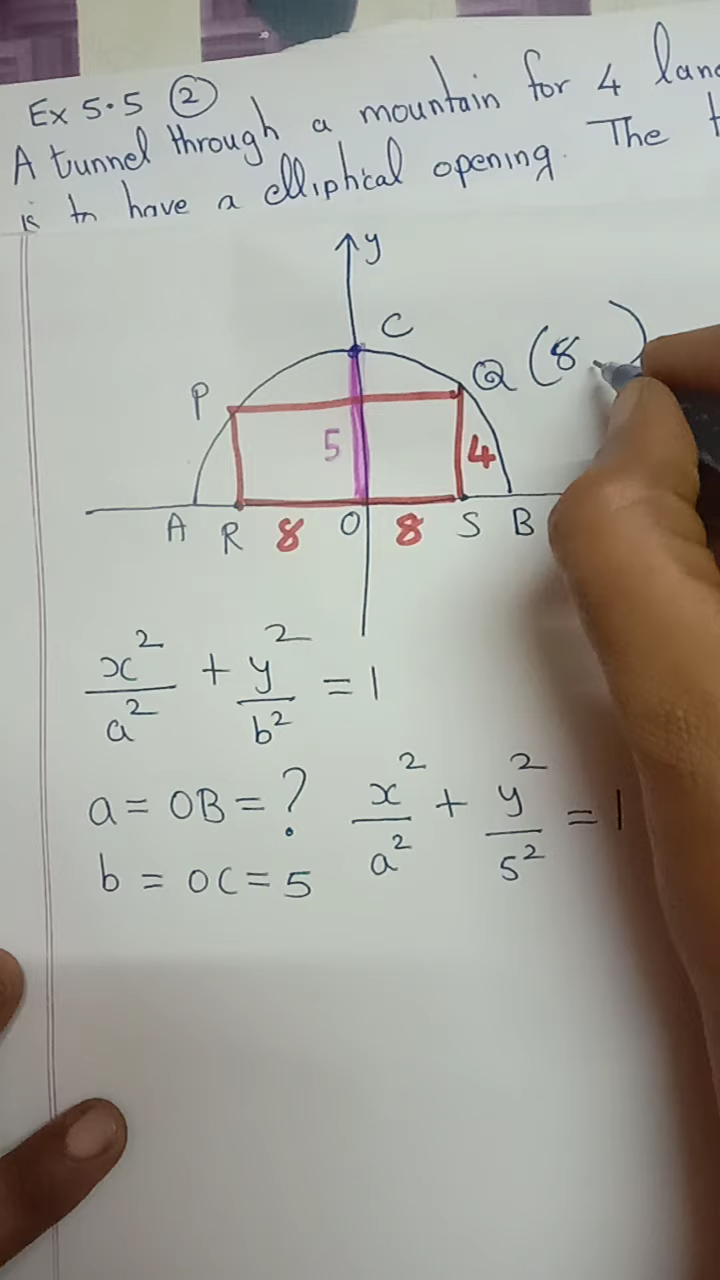 Ex 5.5 ②
A tunnel through a mountain for 4
is to have a elliptical opening. The
y
C
P
Q (8,
5
4
A R 8 O 8 S B
x²/a² + y²/b² = 1
a = OB = ? x²/a² + y²/5² = 1
b = OC = 5